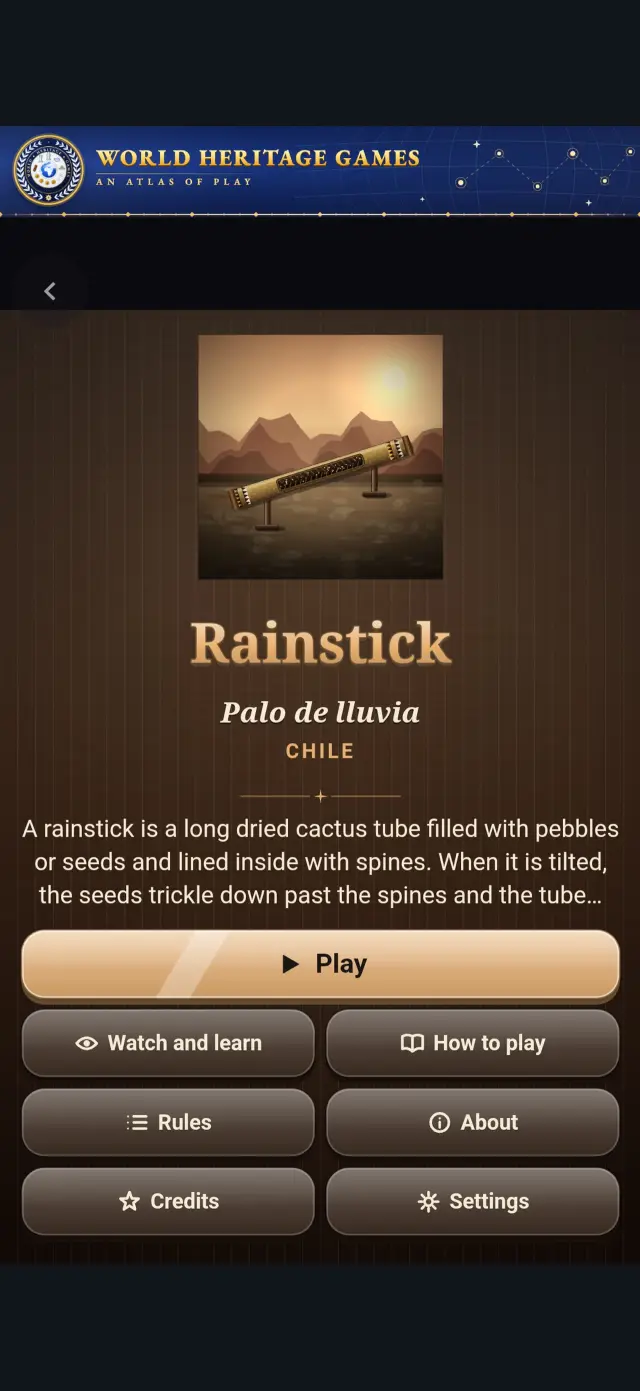 WORLD HERITAGE GAMES
AN ATLAS OF PLAY
Rainstick
Palo de lluvia
CHILE
A rainstick is a long dried cactus tube filled with pebbles
or seeds and lined inside with spines. When it is tilted,
the seeds trickle down past the spines and the tube…
Play
Watch and learn
How to play
Rules
About
Credits
Settings